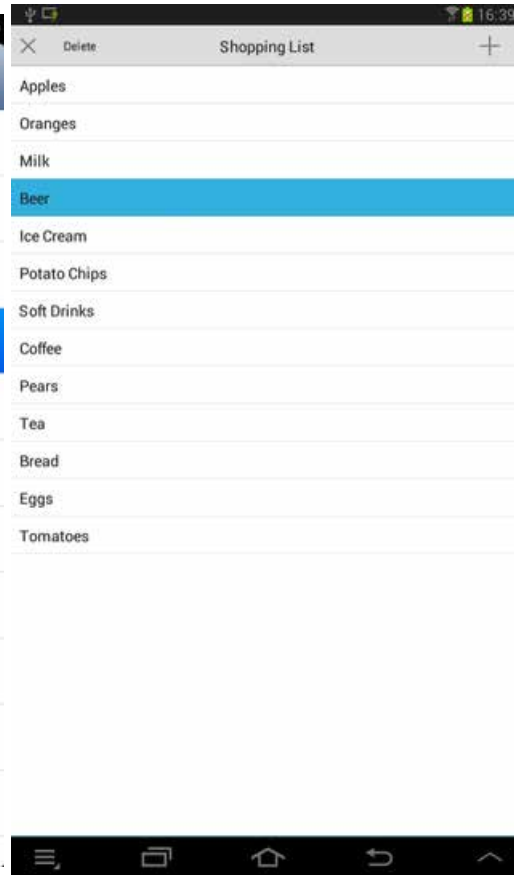 16:39
Delete Shopping List
Apples
Oranges
Milk
Beer
Ice Cream
Potato Chips
Soft Drinks
Coffee
Pears
Tea
Bread
Eggs
Tomatoes